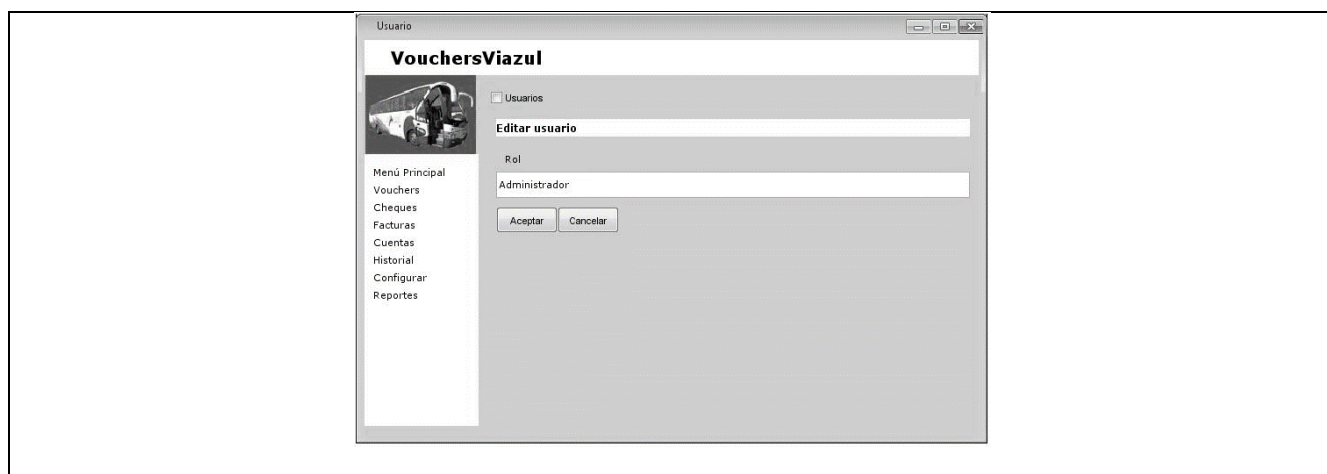 Usuario
VouchersViazul
Usuarios
Editar usuario
Rol
Administrador
Aceptar Cancelar
Menú Principal
Vouchers
Cheques
Facturas
Cuentas
Historial
Configurar
Reportes